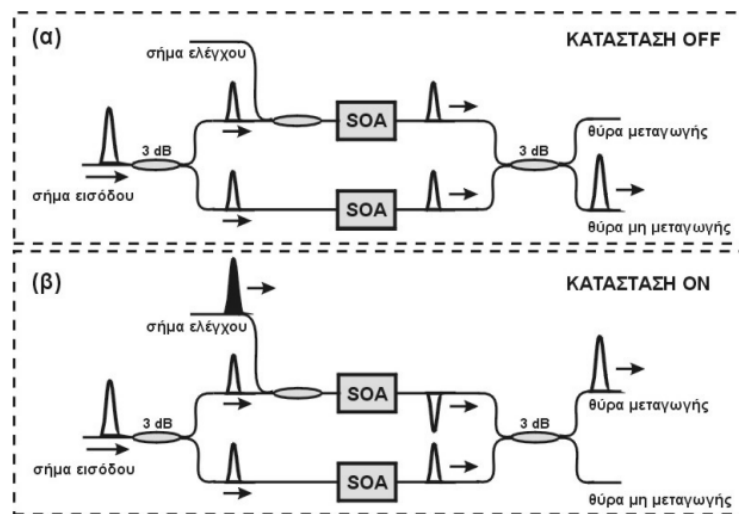 (α)
ΚΑΤΑΣΤΑΣΗ OFF
σήμα ελέγχου
SOA
θύρα μεταγωγής
3 dB
3 dB
σήμα εισόδου
SOA
θύρα μη μεταγωγής
(β)
ΚΑΤΑΣΤΑΣΗ ON
σήμα ελέγχου
SOA
θύρα μεταγωγής
3 dB
3 dB
σήμα εισόδου
SOA
θύρα μη μεταγωγής